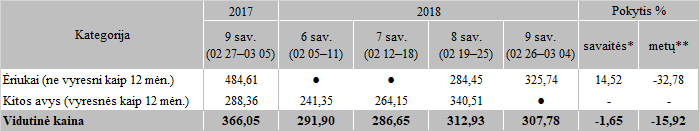 Kategorija 2017 2018 Pokytis %
9 sav. (02 27–03 05) 6 sav. (02 05–11) 7 sav. (02 12–18) 8 sav. (02 19–25) 9 sav. (02 26–03 04) savaitės* metų**
Ėriukai (ne vyresni kaip 12 mėn.) 484,61 ● ● 284,45 325,74 14,52 -32,78
Kitos avys (vyresnės kaip 12 mėn.) 288,36 241,35 264,15 340,51 ● - -
Vidutinė kaina 366,05 291,90 286,65 312,93 307,78 -1,65 -15,92